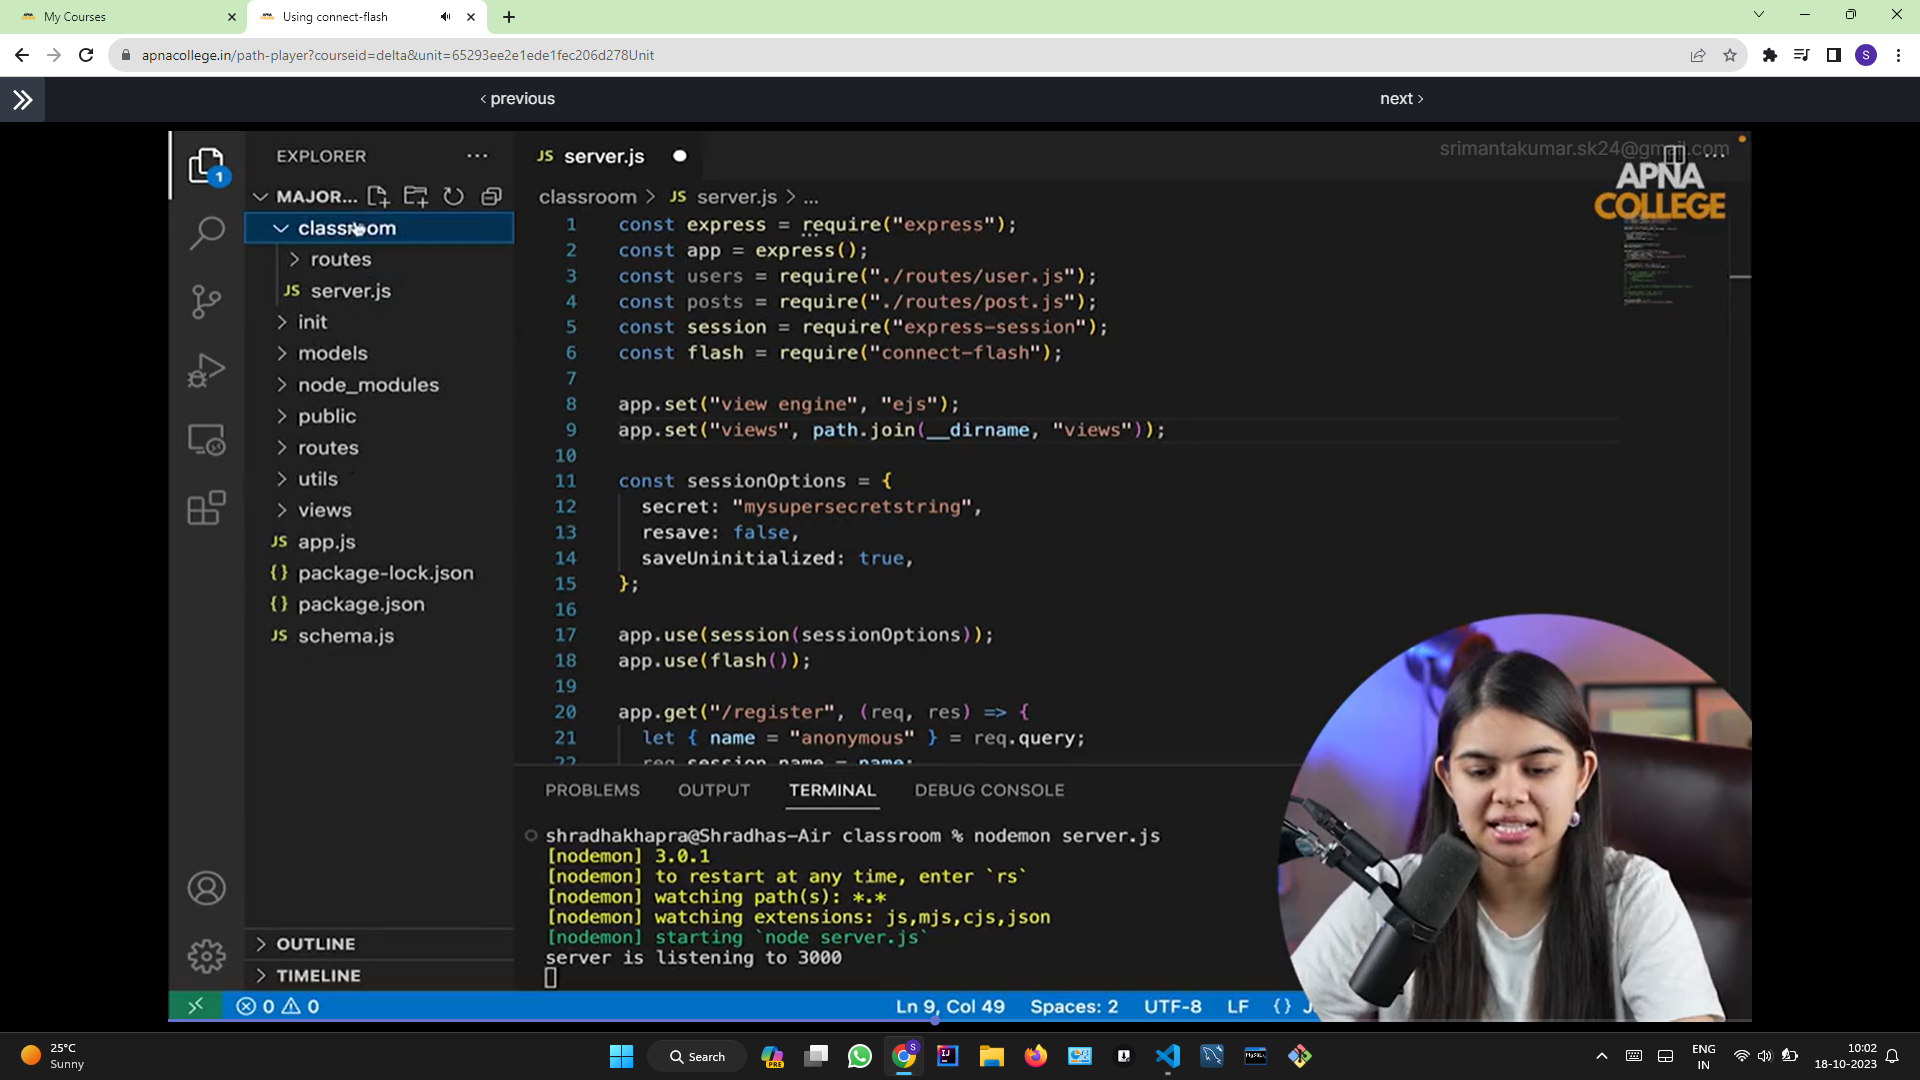 My Courses
Using connect-flash
apnacollege.in/path-player?courseid=delta&unit=65293ee2e1ede1fec206d278Unit
S
‹ previous
next ›
EXPLORER
1
MAJOR...
classroom
routes
JS server.js
init
models
node_modules
public
routes
utils
views
JS app.js
{} package-lock.json
{} package.json
JS schema.js
OUTLINE
TIMELINE
JS server.js
srimantakumar.sk24@gmail.com
APNA
COLLEGE
classroom > JS server.js > ...
1 const express = require("express");
2 const app = express();
3 const users = require("./routes/user.js");
4 const posts = require("./routes/post.js");
5 const session = require("express-session");
6 const flash = require("connect-flash");
7
8 app.set("view engine", "ejs");
9 app.set("views", path.join(__dirname, "views"));
10
11 const sessionOptions = {
12 secret: "mysupersecretstring",
13 resave: false,
14 saveUninitialized: true,
15 };
16
17 app.use(session(sessionOptions));
18 app.use(flash());
19
20 app.get("/register", (req, res) => {
21 let { name = "anonymous" } = req.query;
22 req.session.name = name;
PROBLEMS OUTPUT TERMINAL DEBUG CONSOLE
shradhakhapra@Shradhas-Air classroom % nodemon server.js
[nodemon] 3.0.1
[nodemon] to restart at any time, enter `rs`
[nodemon] watching path(s): *.*
[nodemon] watching extensions: js,mjs,cjs,json
[nodemon] starting `node server.js`
server is listening to 3000
0 0
Ln 9, Col 49 Spaces: 2 UTF-8 LF {}
25°C
Sunny
Search
PRE
S
ENG
IN
10:02
18-10-2023